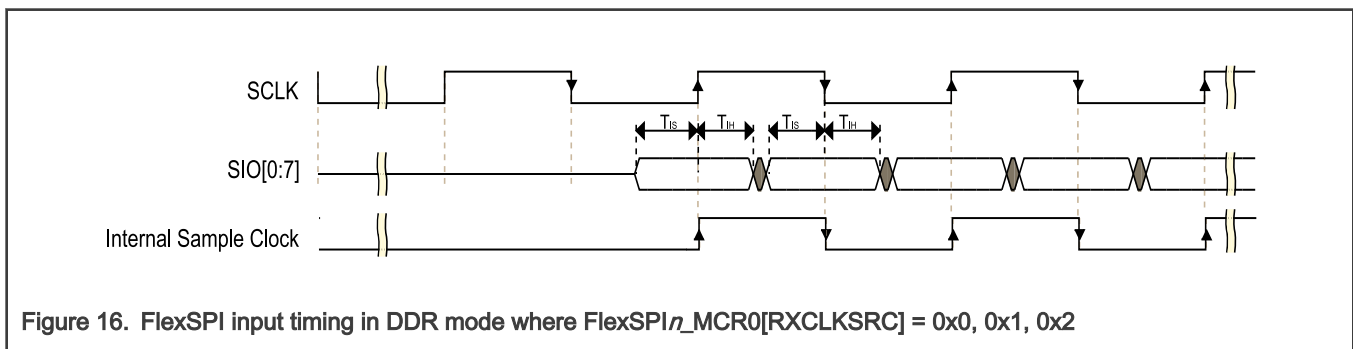 SCLK
TIS TIH TIS TIH
SIO[0:7]
Internal Sample Clock
Figure 16. FlexSPI input timing in DDR mode where FlexSPIn_MCR0[RXCLKSRC] = 0x0, 0x1, 0x2